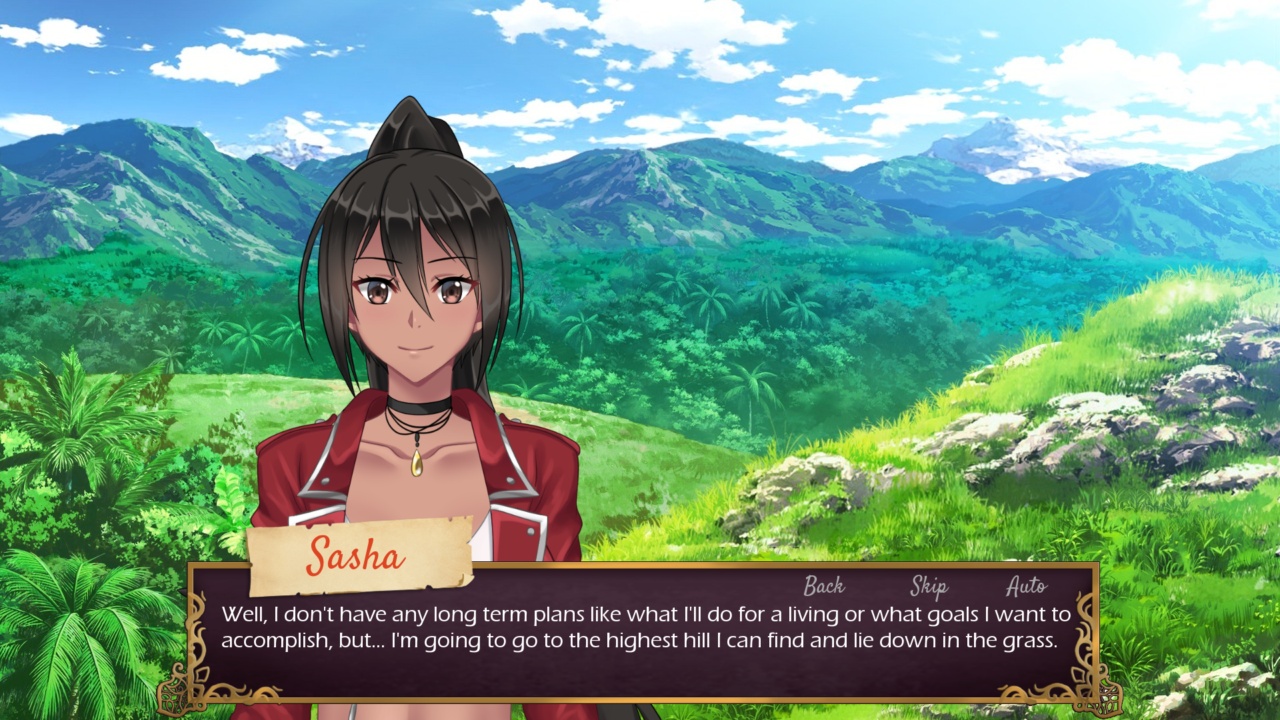 Sasha
Back Skip Auto
Well, I don't have any long term plans like what I'll do for a living or what goals I want to
accomplish, but... I'm going to go to the highest hill I can find and lie down in the grass.